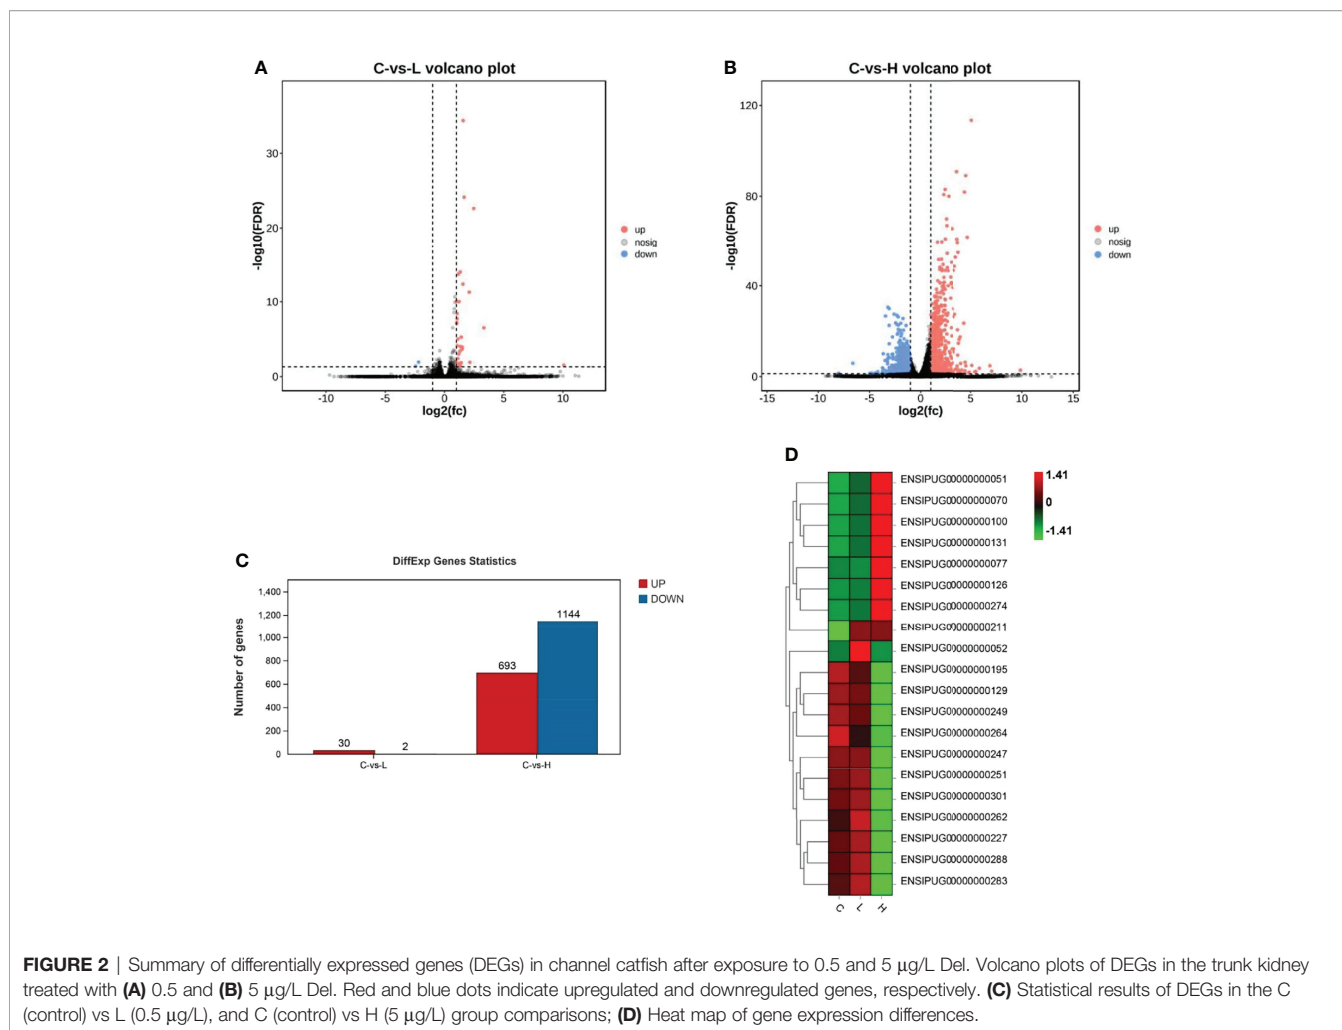 A
C-vs-L volcano plot
-log10(FDR)
30
20
10
0
-10
-5
0
5
10
log2(fc)
up
nosig
down
B
C-vs-H volcano plot
-log10(FDR)
120
80
40
0
-15
-10
-5
0
5
10
15
log2(fc)
up
nosig
down
C
DiffExp Genes Statistics
Number of genes
1,400
1,200
1,000
800
600
400
200
0
30
2
693
1144
C-vs-L
C-vs-H
UP
DOWN
D
ENSIPUG00000000051
ENSIPUG00000000070
ENSIPUG00000000100
ENSIPUG00000000131
ENSIPUG00000000077
ENSIPUG00000000126
ENSIPUG00000000274
ENSIPUG00000000211
ENSIPUG00000000052
ENSIPUG00000000195
ENSIPUG00000000129
ENSIPUG00000000249
ENSIPUG00000000264
ENSIPUG00000000247
ENSIPUG00000000251
ENSIPUG00000000301
ENSIPUG00000000262
ENSIPUG00000000227
ENSIPUG00000000288
ENSIPUG00000000283
C
L
H
1.41
0
-1.41
FIGURE 2 | Summary of differentially expressed genes (DEGs) in channel catfish after exposure to 0.5 and 5 μg/L Del. Volcano plots of DEGs in the trunk kidney
treated with (A) 0.5 and (B) 5 μg/L Del. Red and blue dots indicate upregulated and downregulated genes, respectively. (C) Statistical results of DEGs in the C
(control) vs L (0.5 μg/L), and C (control) vs H (5 μg/L) group comparisons; (D) Heat map of gene expression differences.